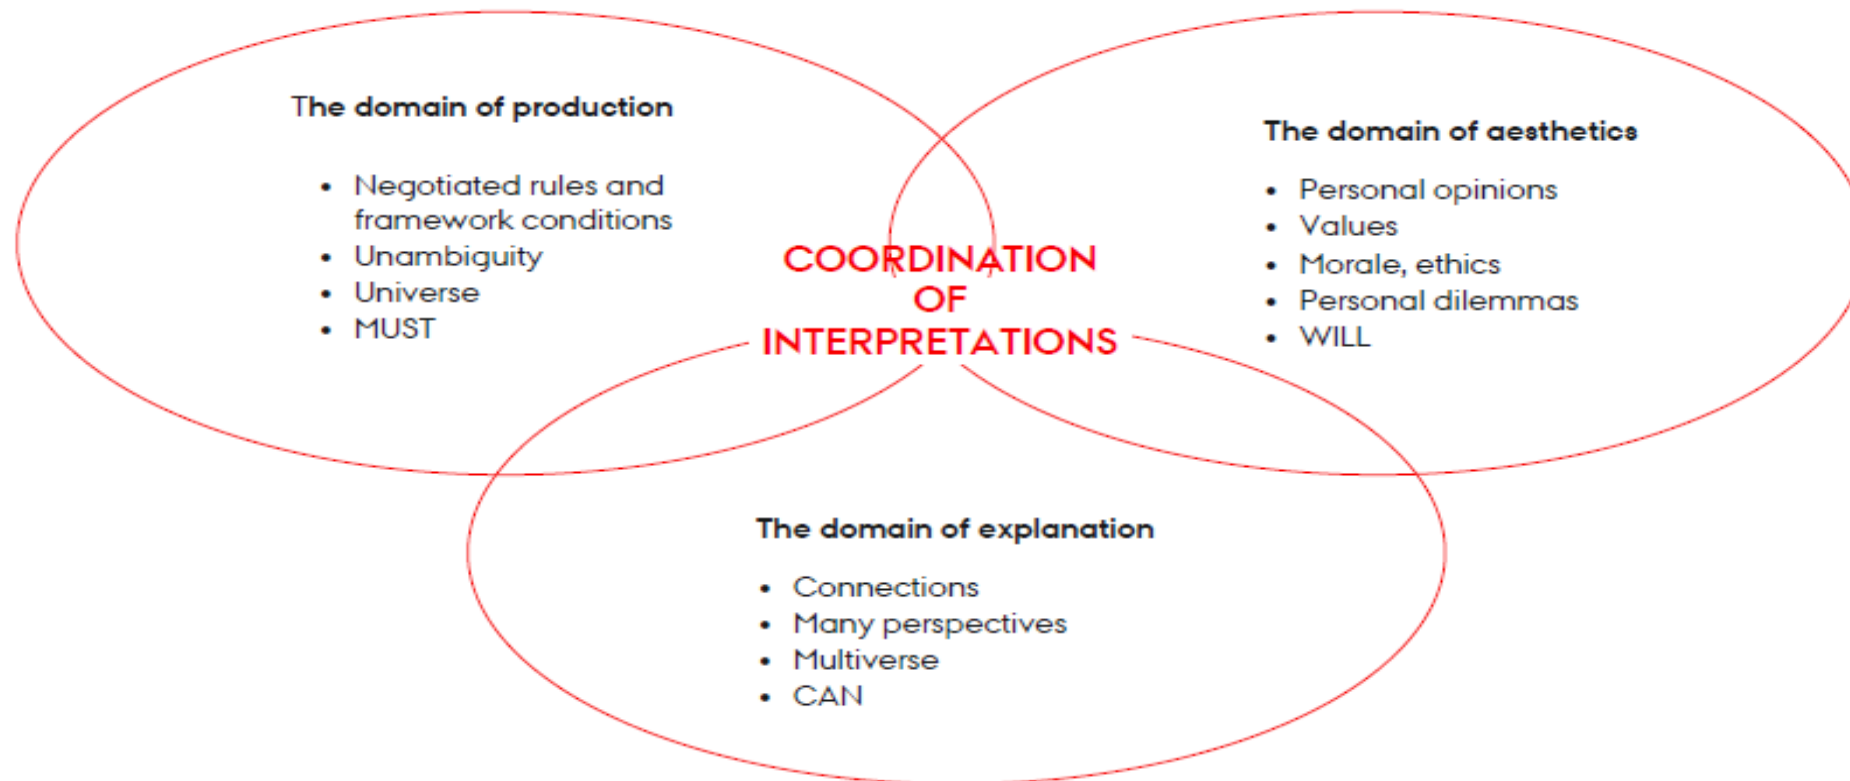 The domain of production
• Negotiated rules and
framework conditions
• Unambiguity
• Universe
• MUST
The domain of aesthetics
• Personal opinions
• Values
• Morale, ethics
• Personal dilemmas
• WILL
COORDINATION
OF
INTERPRETATIONS
The domain of explanation
• Connections
• Many perspectives
• Multiverse
• CAN